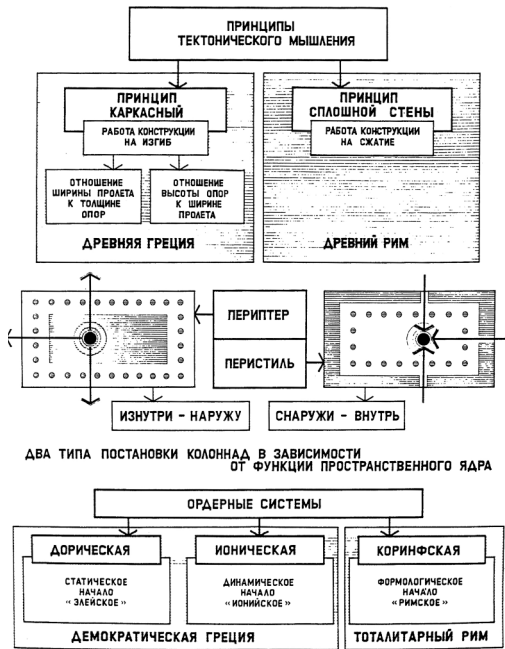 ПРИНЦИПЫ
ТЕКТОНИЧЕСКОГО МЫШЛЕНИЯ
ПРИНЦИП
КАРКАСНЫЙ
РАБОТА КОНСТРУКЦИИ
НА ИЗГИБ
ОТНОШЕНИЕ
ШИРИНЫ ПРОЛЕТА
К ТОЛЩИНЕ
ОПОР
ОТНОШЕНИЕ
ВЫСОТЫ ОПОР
К ШИРИНЕ
ПРОЛЕТА
ДРЕВНЯЯ ГРЕЦИЯ
ПРИНЦИП
СПЛОШНОЙ СТЕНЫ
РАБОТА КОНСТРУКЦИИ
НА СЖАТИЕ
ДРЕВНИЙ РИМ
ПЕРИПТЕР
ПЕРИСТИЛЬ
ИЗНУТРИ - НАРУЖУ
СНАРУЖИ - ВНУТРЬ
ДВА ТИПА ПОСТАНОВКИ КОЛОННАД В ЗАВИСИМОСТИ
ОТ ФУНКЦИИ ПРОСТРАНСТВЕННОГО ЯДРА
ОРДЕРНЫЕ СИСТЕМЫ
ДОРИЧЕСКАЯ
СТАТИЧЕСКОЕ
НАЧАЛО
«ЭЛЕЙСКОЕ»
ИОНИЧЕСКАЯ
ДИНАМИЧЕСКОЕ
НАЧАЛО
«ИОНИЙСКОЕ»
КОРИНФСКАЯ
ФОРМОЛОГИЧЕСКОЕ
НАЧАЛО
«РИМСКОЕ»
ДЕМОКРАТИЧЕСКАЯ ГРЕЦИЯ
ТОТАЛИТАРНЫЙ РИМ